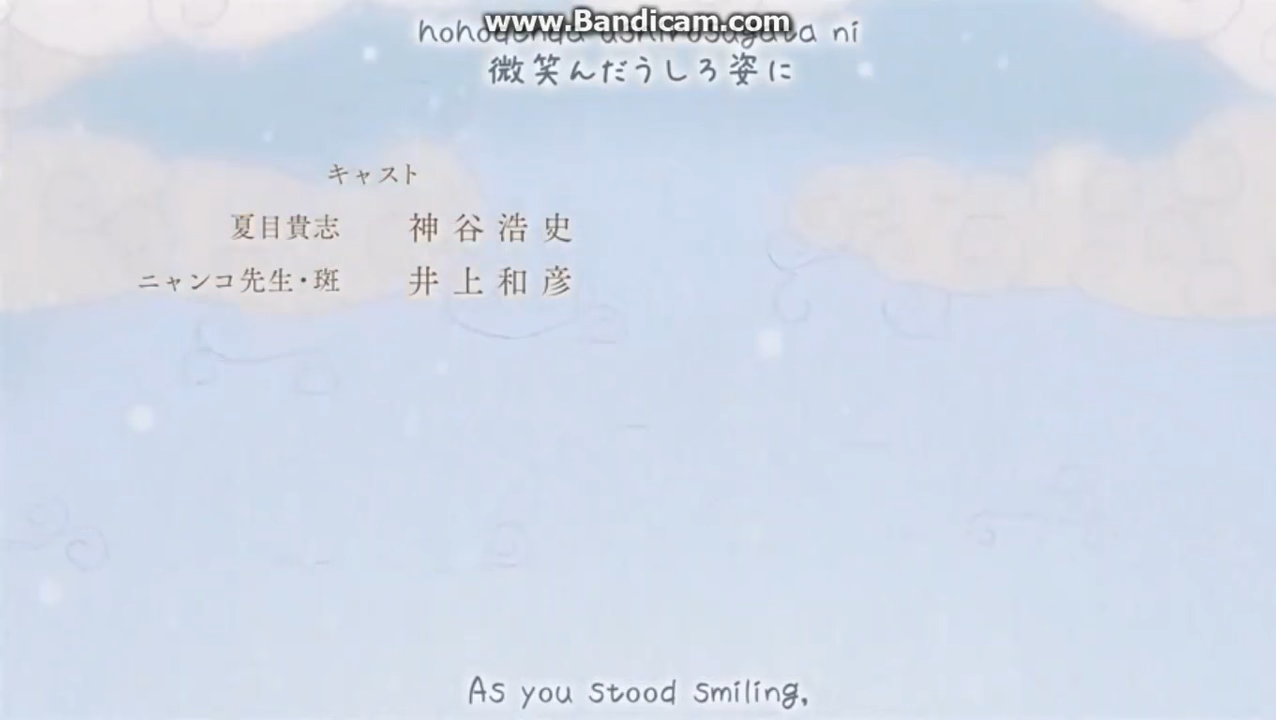 www.Bandicam.com
ni
微笑んだうしろ姿に
キャスト
夏目貴志 神谷浩史
ニャンコ先生・斑 井上和彦
As you stood smiling,